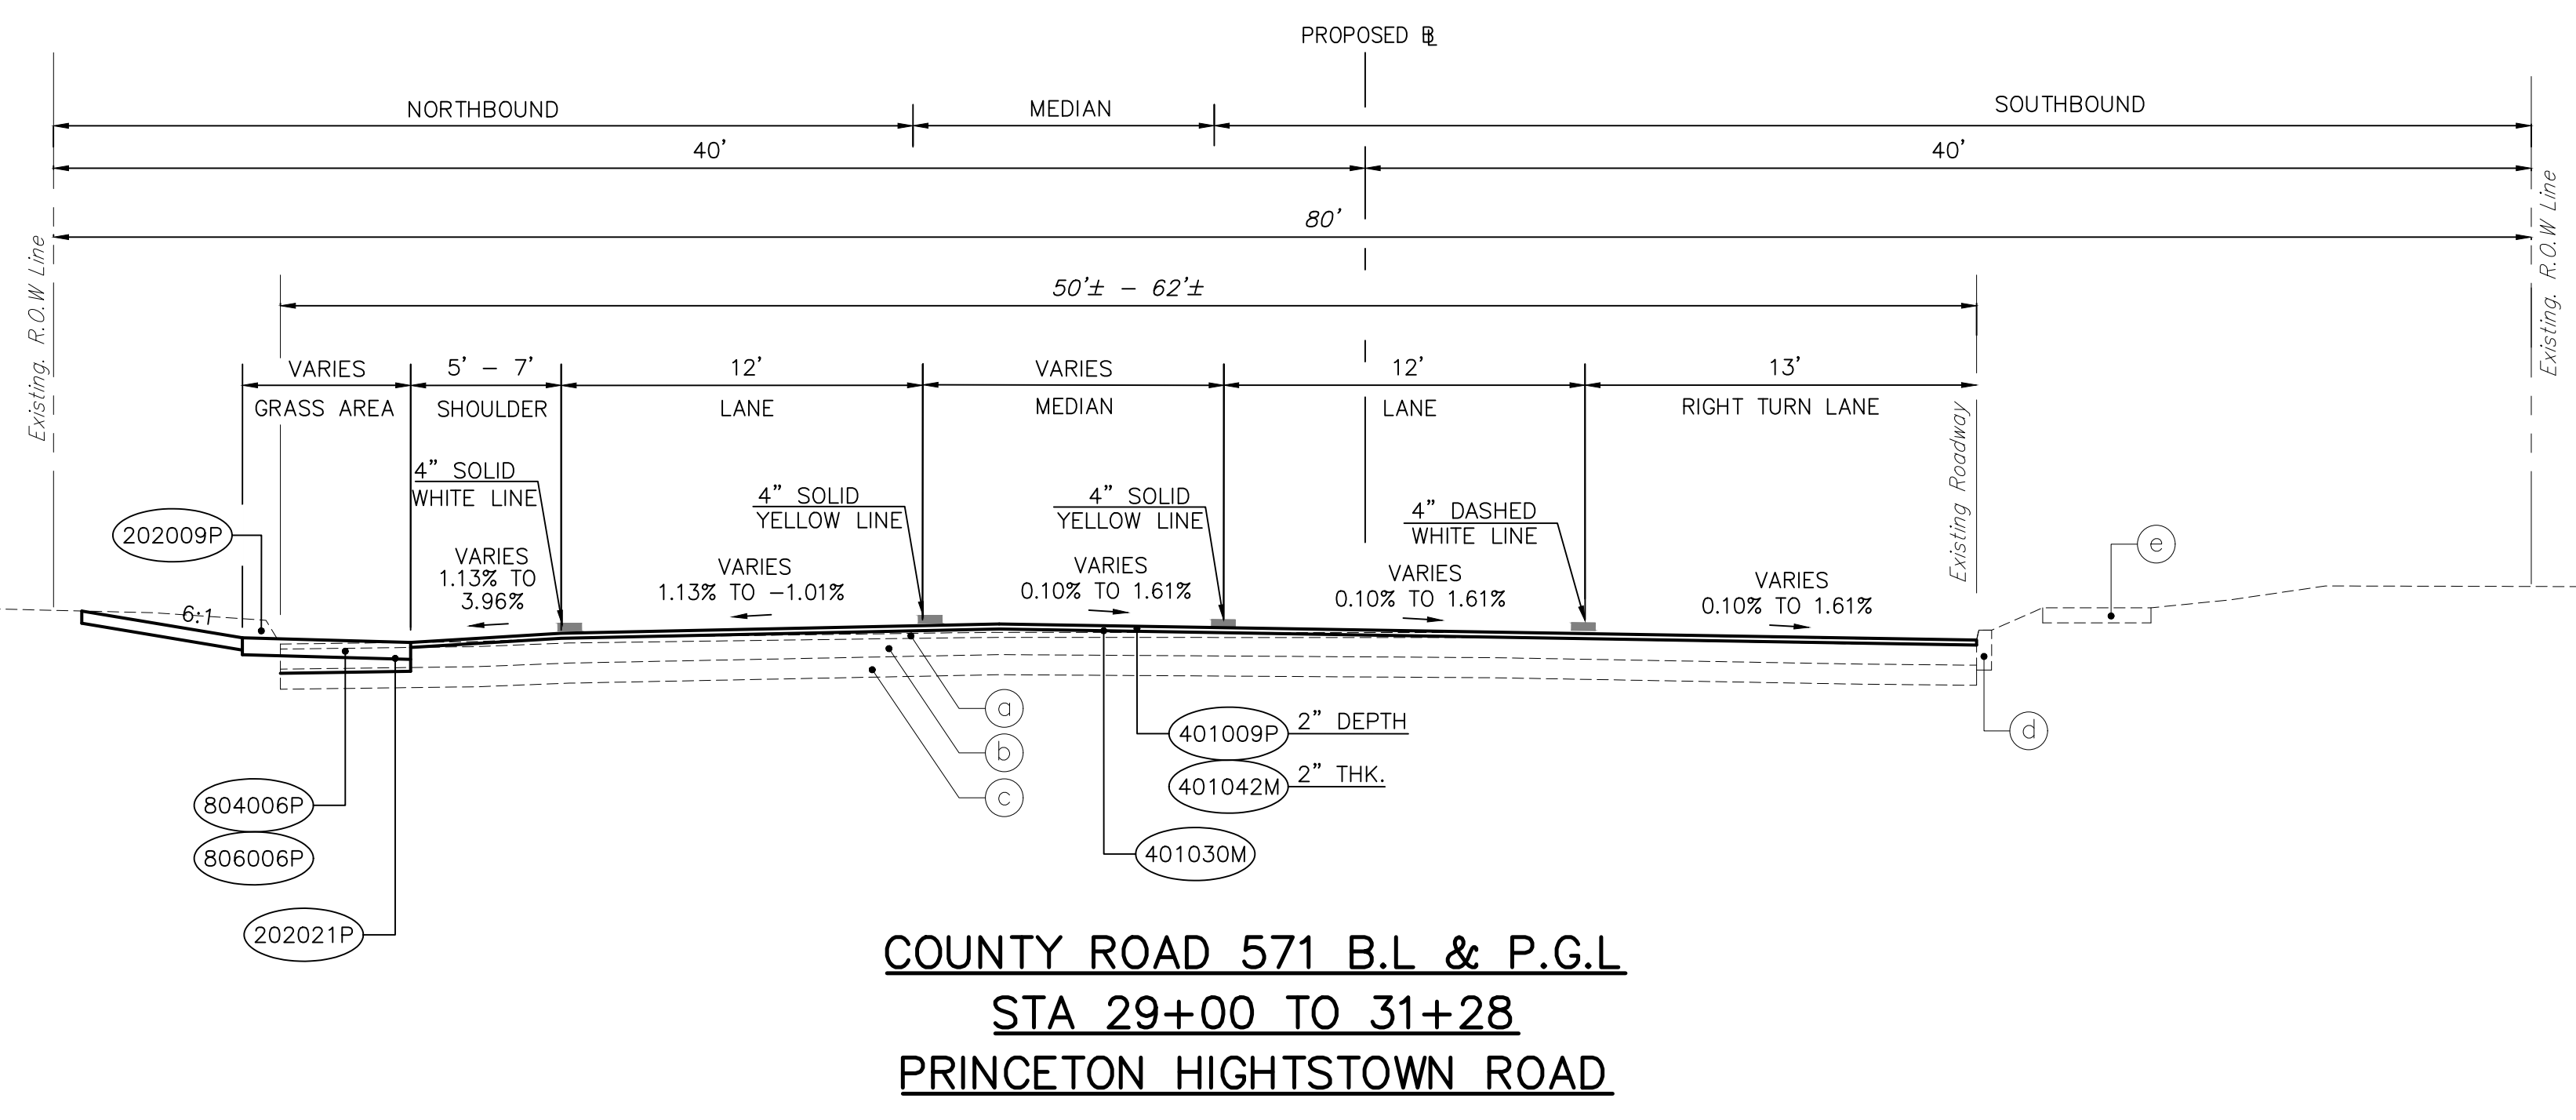 PROPOSED BL
NORTHBOUND
MEDIAN
SOUTHBOUND
40'
40'
80'
Existing. R.O.W Line
Existing. R.O.W Line
50'± – 62'±
VARIES
5' – 7'
12'
VARIES
12'
13'
GRASS AREA
SHOULDER
LANE
MEDIAN
LANE
RIGHT TURN LANE
Existing Roadway
4" SOLID
WHITE LINE
4" SOLID
YELLOW LINE
4" SOLID
YELLOW LINE
4" DASHED
WHITE LINE
202009P
VARIES
1.13% TO
3.96%
VARIES
1.13% TO -1.01%
VARIES
0.10% TO 1.61%
VARIES
0.10% TO 1.61%
VARIES
0.10% TO 1.61%
e
6:1
a
b
c
d
401009P 2" DEPTH
401042M 2" THK.
401030M
804006P
806006P
202021P
COUNTY ROAD 571 B.L & P.G.L
STA 29+00 TO 31+28
PRINCETON HIGHTSTOWN ROAD